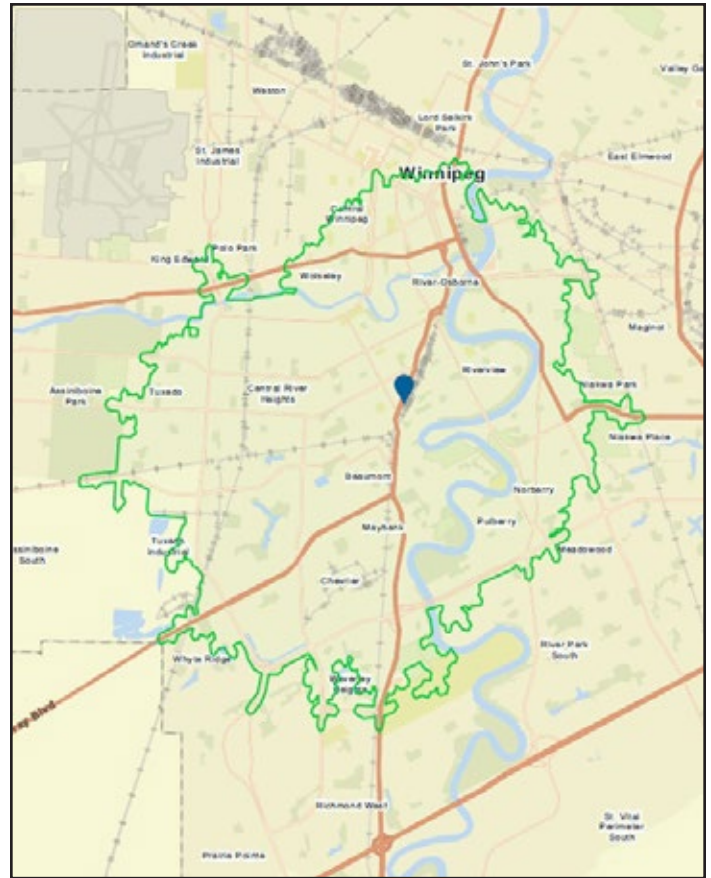 Omand's Creek
Industrial
St. John's Park
Valley Ga
Weston
Lord Selkirk
Park
St. James
Industrial
East Elmwood
Winnipeg
Central
Winnipeg
Polo Park
King Edward
Wolseley
River-Osborne
Maginot
Riverview
Niakwa Park
Assiniboine
Park
Tuxedo
Central River
Heights
Niakwa Place
Beaumont
Norberry
Pulberry
Maybank
Tuxedo
Industrial
Meadowood
ssiniboine
South
Chevrier
River Park
South
Whyte Ridge
Waverley
Heights
ray Blvd
Richmond West
St. Vital
Perimeter
South
Prairie Pointe